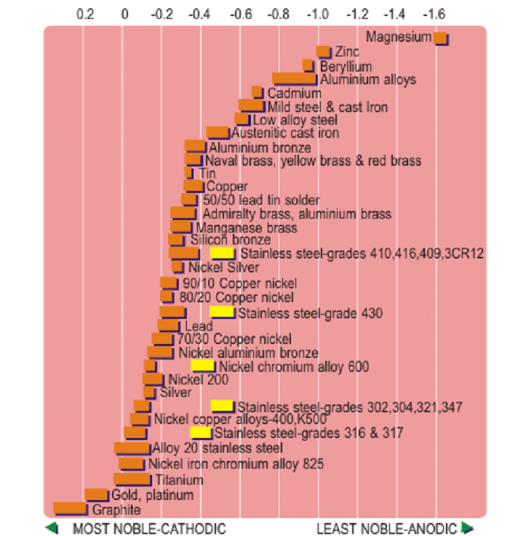 0.2 0 -0.2 -0.4 -0.6 -0.8 -1.0 -1.2 -1.4 -1.6
Magnesium
Zinc
Beryllium
Aluminium alloys
Cadmium
Mild steel & cast Iron
Low alloy steel
Austenitic cast iron
Aluminium bronze
Naval brass, yellow brass & red brass
Tin
Copper
50/50 lead tin solder
Admiralty brass, aluminium brass
Manganese brass
Silicon bronze
Stainless steel-grades 410,416,409,3CR12
Nickel Silver
90/10 Copper nickel
80/20 Copper nickel
Stainless steel-grade 430
Lead
70/30 Copper nickel
Nickel aluminium bronze
Nickel chromium alloy 600
Nickel 200
Silver
Stainless steel-grades 302,304,321,347
Nickel copper alloys-400,K500
Stainless steel-grades 316 & 317
Alloy 20 stainless steel
Nickel iron chromium alloy 825
Titanium
Gold, platinum
Graphite
MOST NOBLE-CATHODIC LEAST NOBLE-ANODIC